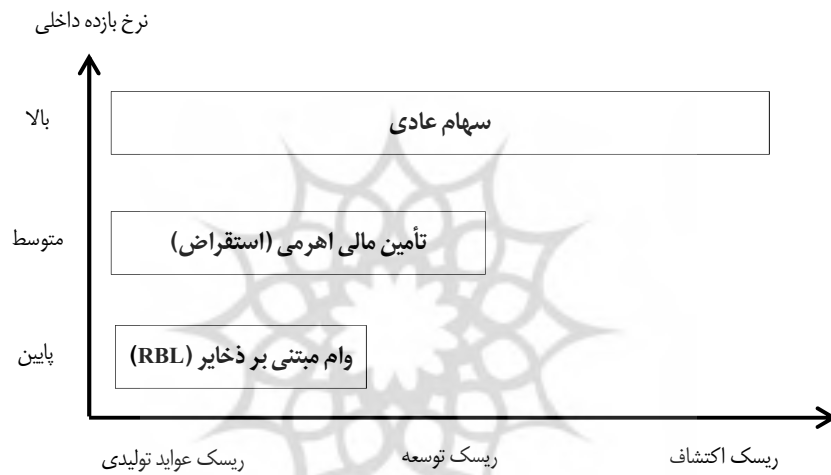 نرخ بازده داخلی
بالا
سهام عادی
متوسط
تأمین مالی اهرمی (استقراض)
پایین
وام مبتنی بر ذخایر (RBL)
ریسک عواید تولیدی
ریسک توسعه
ریسک اکتشاف